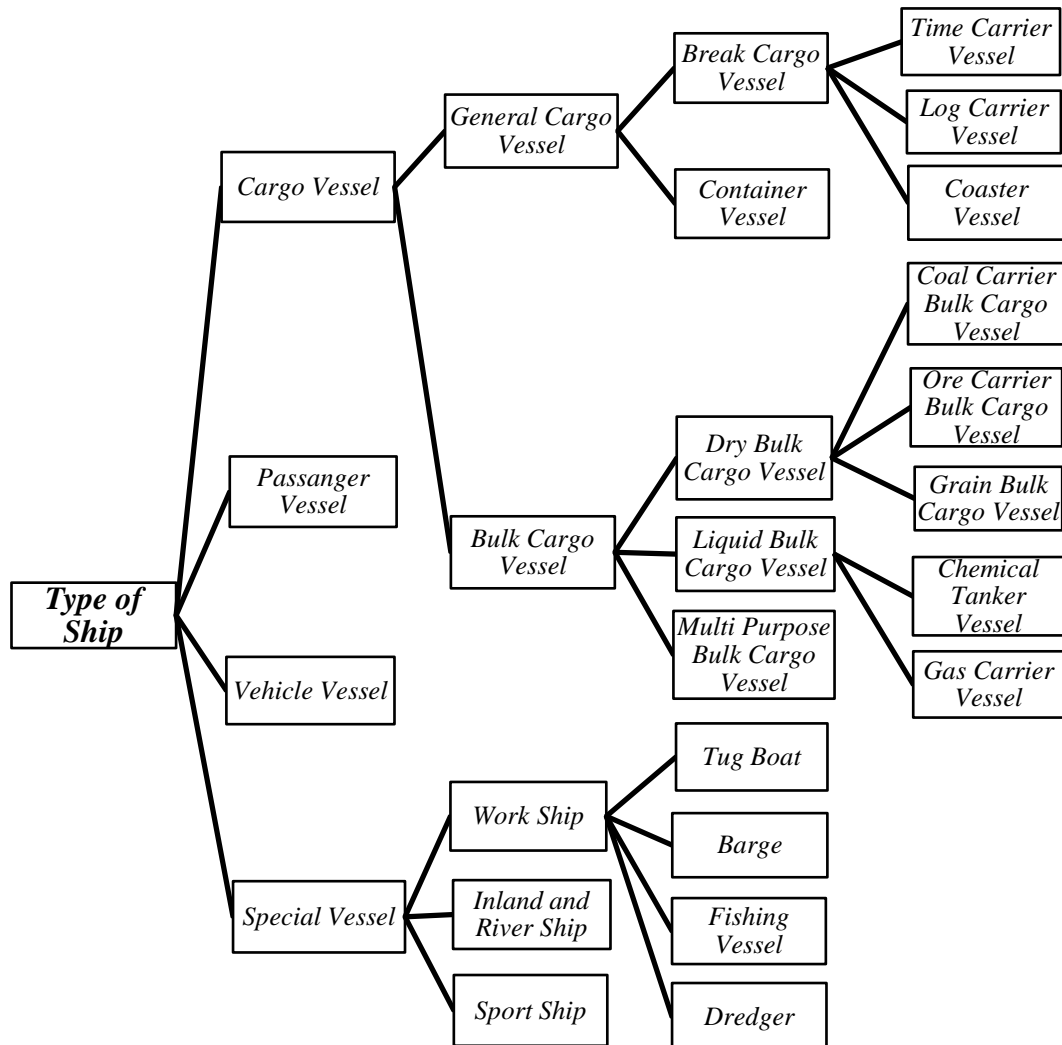 Type of
Ship
Cargo Vessel
Passanger
Vessel
Vehicle Vessel
Special Vessel
General Cargo
Vessel
Bulk Cargo
Vessel
Work Ship
Inland and
River Ship
Sport Ship
Break Cargo
Vessel
Container
Vessel
Dry Bulk
Cargo Vessel
Liquid Bulk
Cargo Vessel
Multi Purpose
Bulk Cargo
Vessel
Tug Boat
Barge
Fishing
Vessel
Dredger
Time Carrier
Vessel
Log Carrier
Vessel
Coaster
Vessel
Coal Carrier
Bulk Cargo
Vessel
Ore Carrier
Bulk Cargo
Vessel
Grain Bulk
Cargo Vessel
Chemical
Tanker
Vessel
Gas Carrier
Vessel